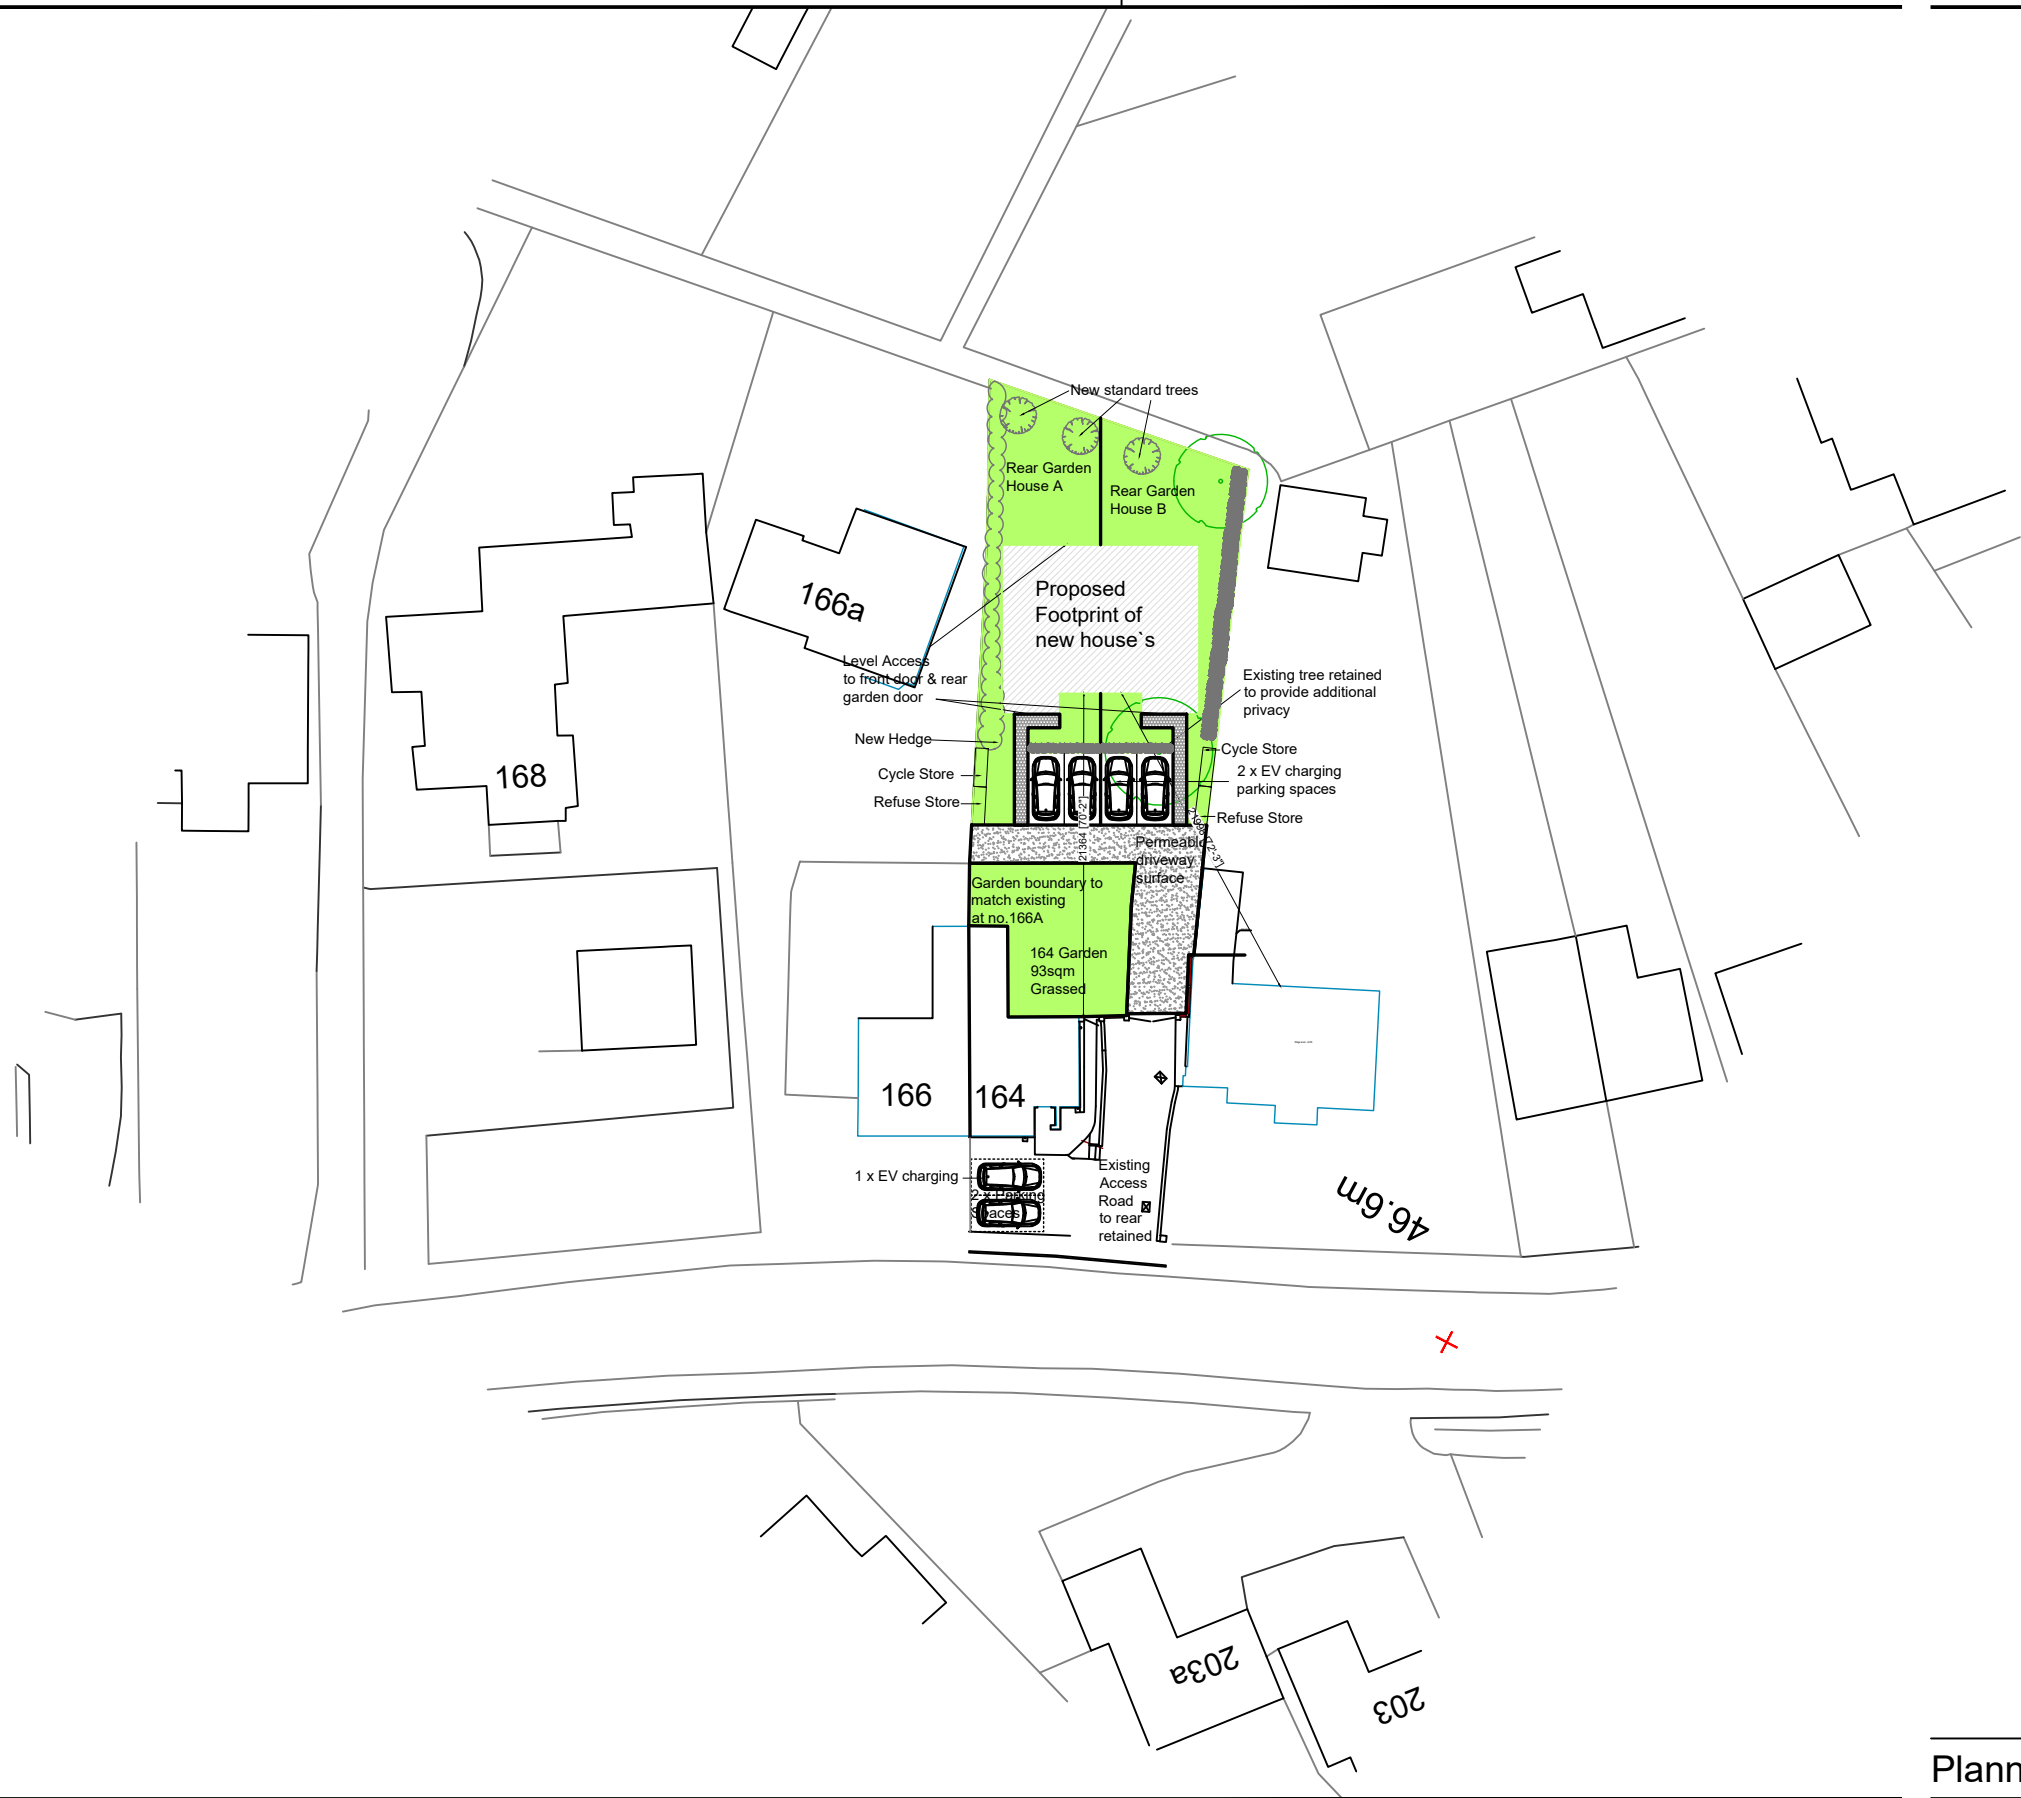 New standard trees
Rear Garden
House A
Rear Garden
House B
166a
Proposed
Footprint of
new house`s
Level Access
to front door & rear
garden door
Existing tree retained
to provide additional
privacy
New Hedge
Cycle Store
Cycle Store
2 x EV charging
parking spaces
168
Refuse Store
Refuse Store
21364 [70'-2"]
Permeable
driveway
surface
Garden boundary to
match existing
at no.166A
164 Garden
93sqm
Grassed
166
164
1 x EV charging
2 x Parking
Spaces
Existing
Access
Road
to rear
retained
46.6m
203a
203
Plann